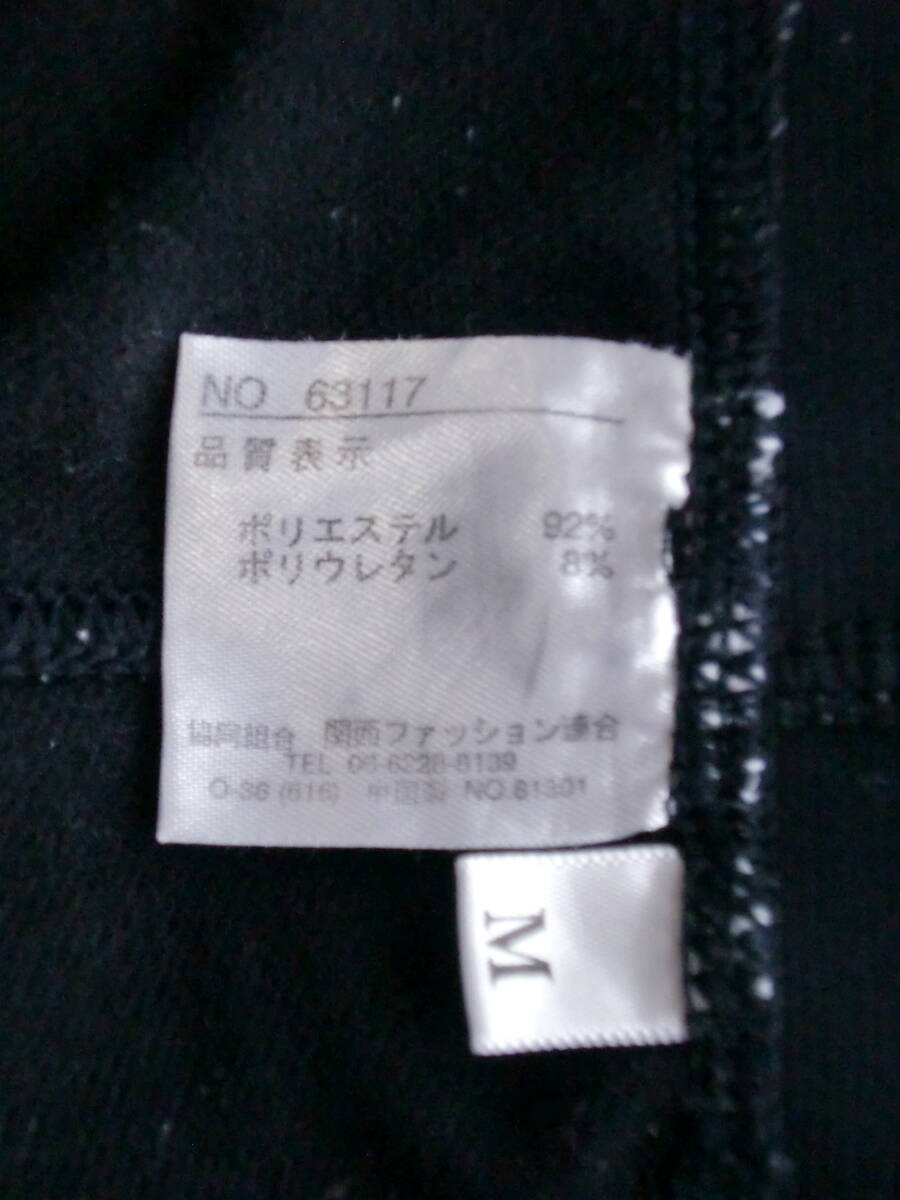 NO 63117
品質表示
ポリエステル 92%
ポリウレタン 8%
協同組合 関西ファッション連合
TEL 06-6228-6139
O-36 (616) 中国製 NO.61301
M